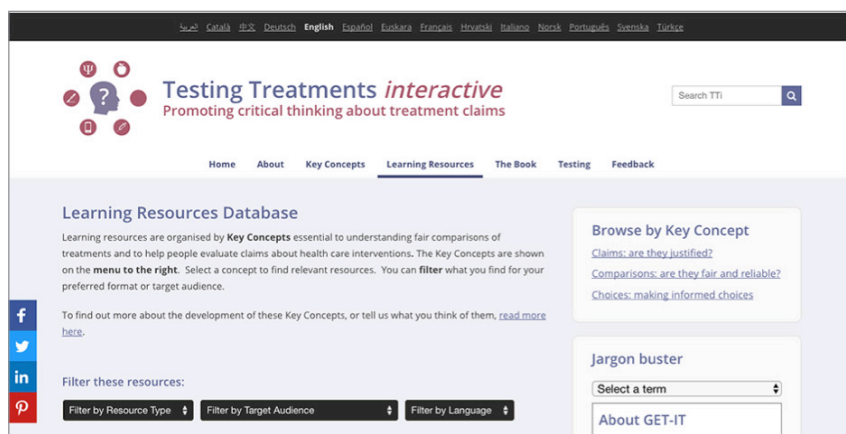 العربية Català 中文 Deutsch English Español Euskara Français Hrvatski Italiano Norsk Português Svenska Türkçe
Testing Treatments interactive
Promoting critical thinking about treatment claims
Search TTi
Home About Key Concepts Learning Resources The Book Testing Feedback
Learning Resources Database
Learning resources are organised by Key Concepts essential to understanding fair comparisons of
treatments and to help people evaluate claims about health care interventions. The Key Concepts are shown
on the menu to the right. Select a concept to find relevant resources. You can filter what you find for your
preferred format or target audience.
To find out more about the development of these Key Concepts, or tell us what you think of them, read more
here.
Filter these resources:
Filter by Resource Type Filter by Target Audience Filter by Language
Browse by Key Concept
Claims: are they justified?
Comparisons: are they fair and reliable?
Choices: making informed choices
Jargon buster
Select a term
About GET-IT